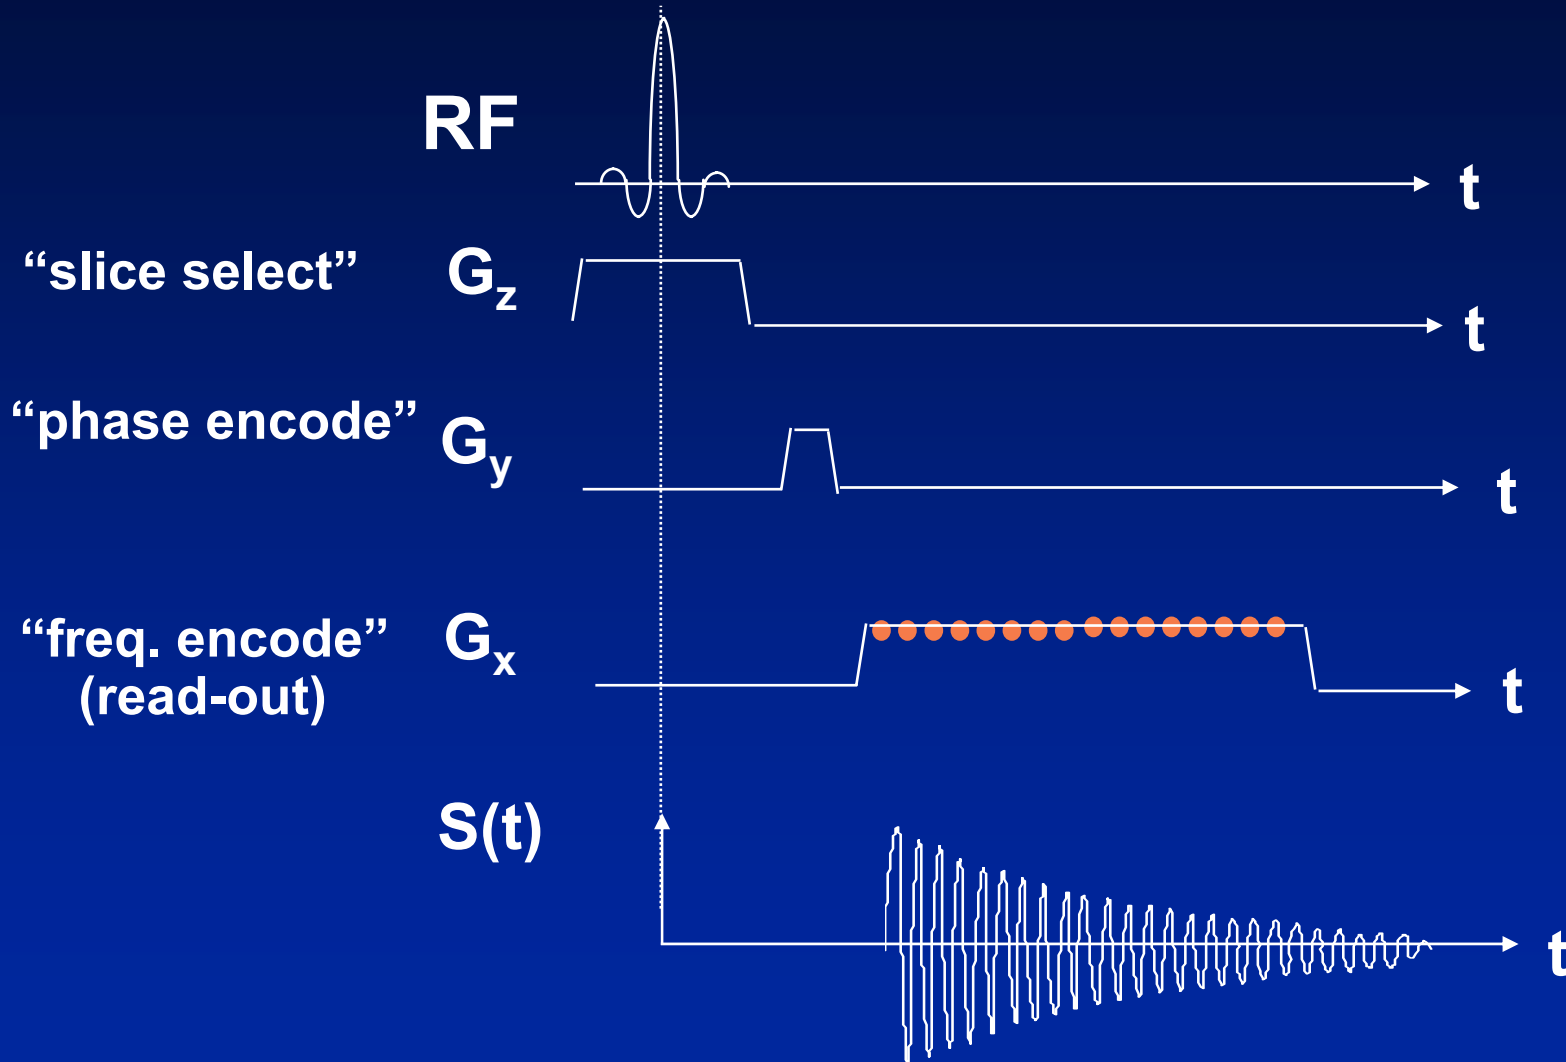 RF
t
“slice select” Gz
t
“phase encode” Gy
t
“freq. encode” Gx
(read-out)
t
S(t)
t